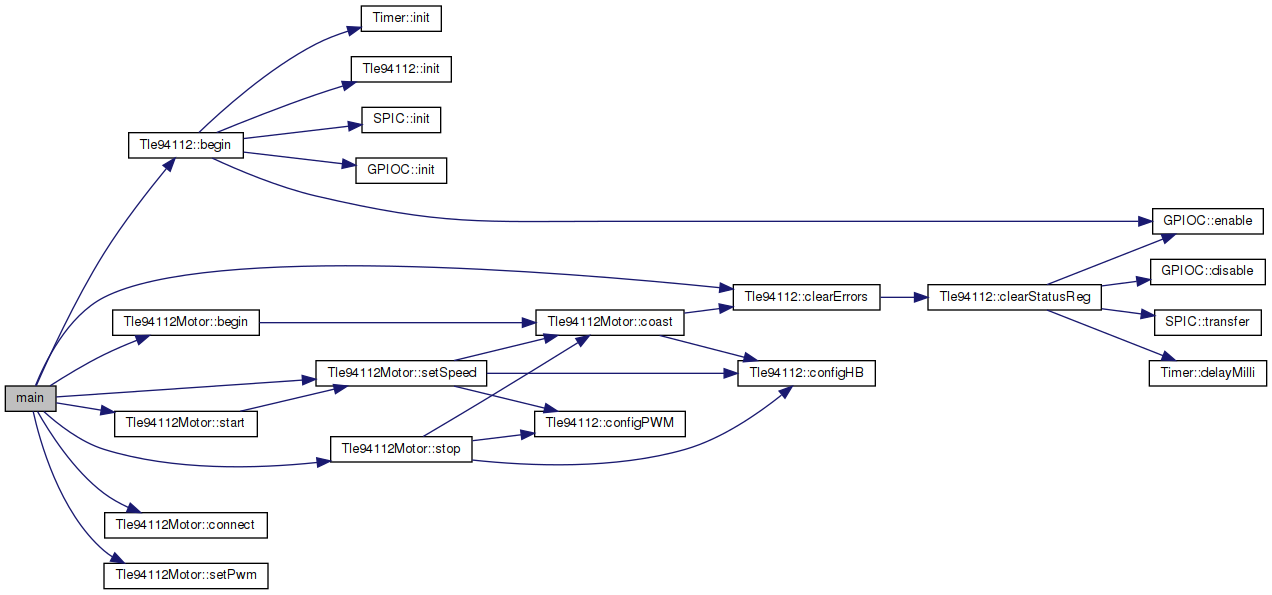 Timer::init
Tle94112::init
SPIC::init
Tle94112::begin
GPIOC::init
GPIOC::enable
GPIOC::disable
Tle94112::clearErrors
Tle94112::clearStatusReg
Tle94112Motor::begin
Tle94112Motor::coast
SPIC::transfer
Tle94112Motor::setSpeed
Tle94112::configHB
Timer::delayMilli
main
Tle94112Motor::start
Tle94112::configPWM
Tle94112Motor::stop
Tle94112Motor::connect
Tle94112Motor::setPwm